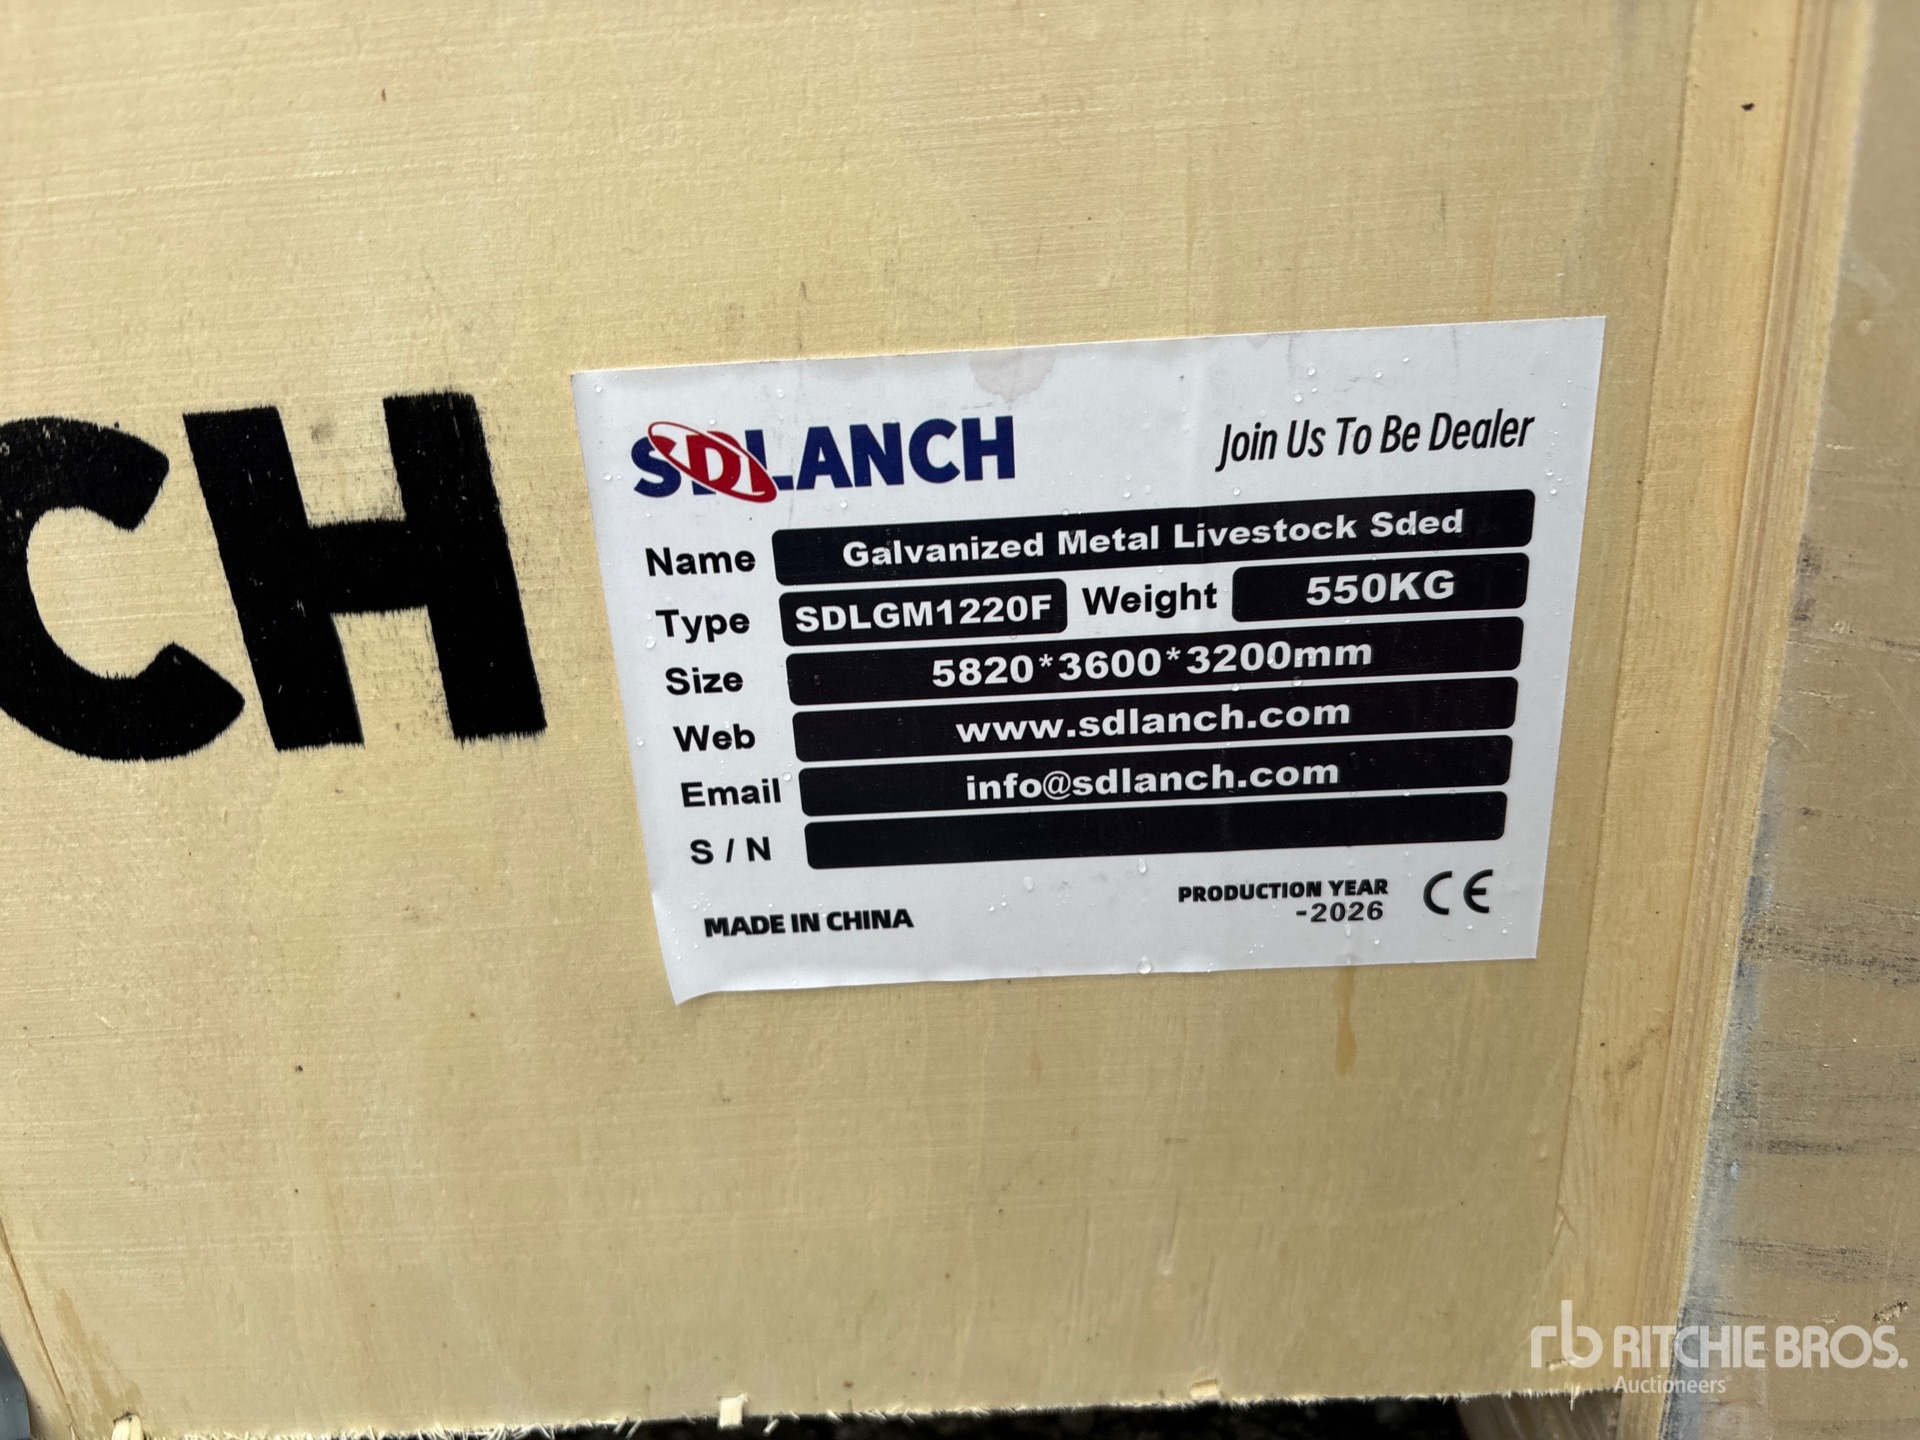 CH
SDLANCH
Join Us To Be Dealer
Name Galvanized Metal Livestock Sded
Type SDLGM1220F Weight 550KG
Size 5820*3600*3200mm
Web www.sdlanch.com
Email info@sdlanch.com
S / N
MADE IN CHINA
PRODUCTION YEAR
-2026
CE
rb RITCHIE BROS.
Auctioneers